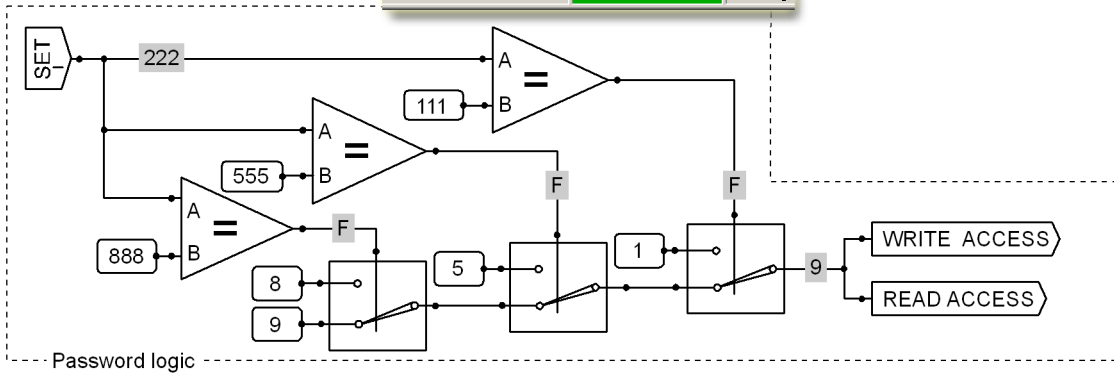 SET
222
A
=
B
111
A
=
B
555
F
F
A
=
B
888
F
1
5
8
9
9
WRITE ACCESS
READ ACCESS
Password logic